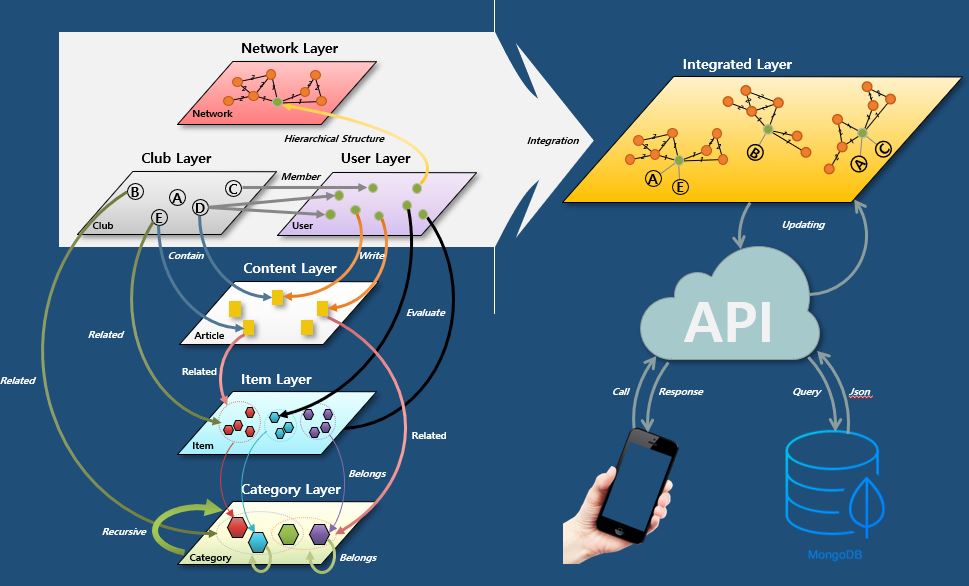 Network Layer
Network
Hierarchical Structure
Club Layer
User Layer
Member
B
A
C
D
E
Club
User
Contain
Write
Content Layer
Article
Evaluate
Related
Related
Related
Item Layer
Item
Related
Belongs
Category Layer
Recursive
Category
Belongs
Integration
Integrated Layer
A
E
B
A
C
Updating
API
Call
Response
Query
Json
MongoDB